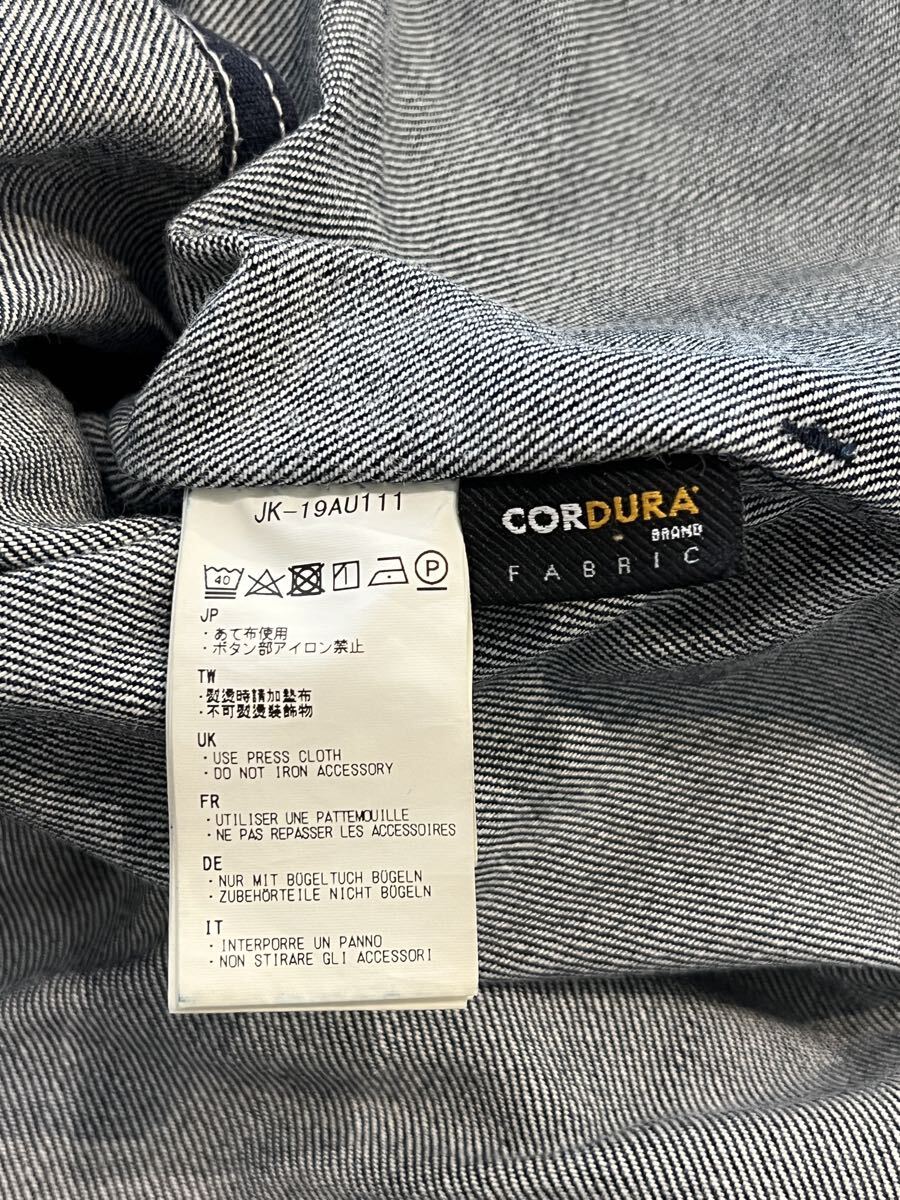 JK-19AU111
40
P
JP
・あて布使用
・ボタン部アイロン禁止
TW
・熨燙時請加墊布
・不可熨燙裝飾物
UK
・USE PRESS CLOTH
・DO NOT IRON ACCESSORY
FR
・UTILISER UNE PATTEMOUILLE
・NE PAS REPASSER LES ACCESSOIRES
DE
・NUR MIT BÜGELTUCH BÜGELN
・ZUBEHÖRTEILE NICHT BÜGELN
IT
・INTERPORRE UN PANNO
・NON STIRARE GLI ACCESSORI
CORDURA
BRAND
FABRIC